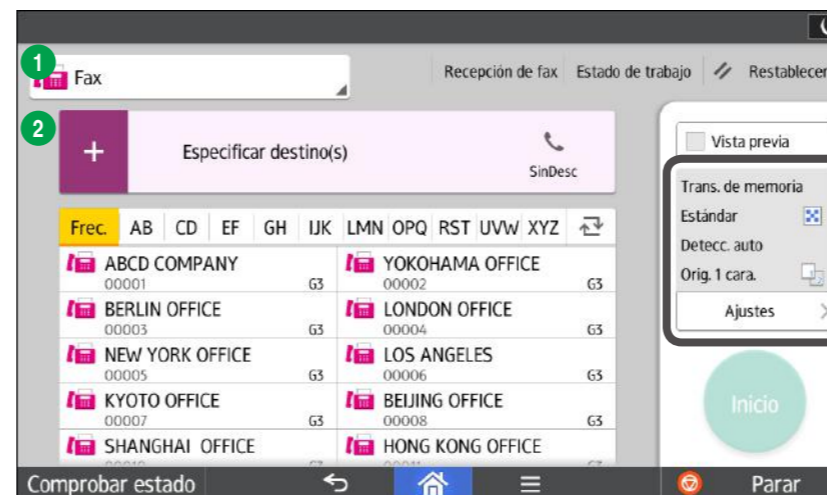 1
Fax
Recepción de fax Estado de trabajo Restablecer
2
+ Especificar destino(s)
SinDesc
Vista previa
Trans. de memoria
Estándar
Detecc. auto
Orig. 1 cara.
Ajustes
Frec. AB CD EF GH IJK LMN OPQ RST UVW XYZ
ABCD COMPANY
00001 G3
YOKOHAMA OFFICE
00002 G3
BERLIN OFFICE
00003 G3
LONDON OFFICE
00004 G3
NEW YORK OFFICE
00005 G3
LOS ANGELES
00006 G3
KYOTO OFFICE
00007 G3
BEIJING OFFICE
00008 G3
SHANGHAI OFFICE
HONG KONG OFFICE
Inicio
Comprobar estado
Parar